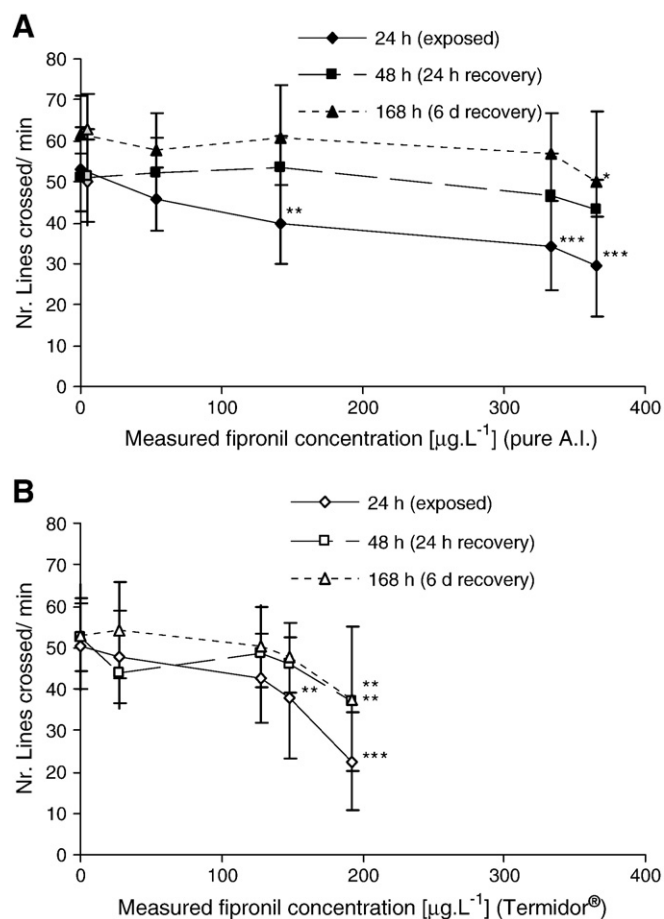 A
24 h (exposed)
48 h (24 h recovery)
168 h (6 d recovery)
80
70
60
50
40
30
20
10
0
Nr. Lines crossed/ min
**
***
*
***
0 100 200 300 400
Measured fipronil concentration [µg.L⁻¹] (pure A.I.)
B
24 h (exposed)
48 h (24 h recovery)
168 h (6 d recovery)
80
70
60
50
40
30
20
10
0
Nr. Lines crossed/ min
**
**
**
***
0 100 200 300 400
Measured fipronil concentration [µg.L⁻¹] (Termidor®)